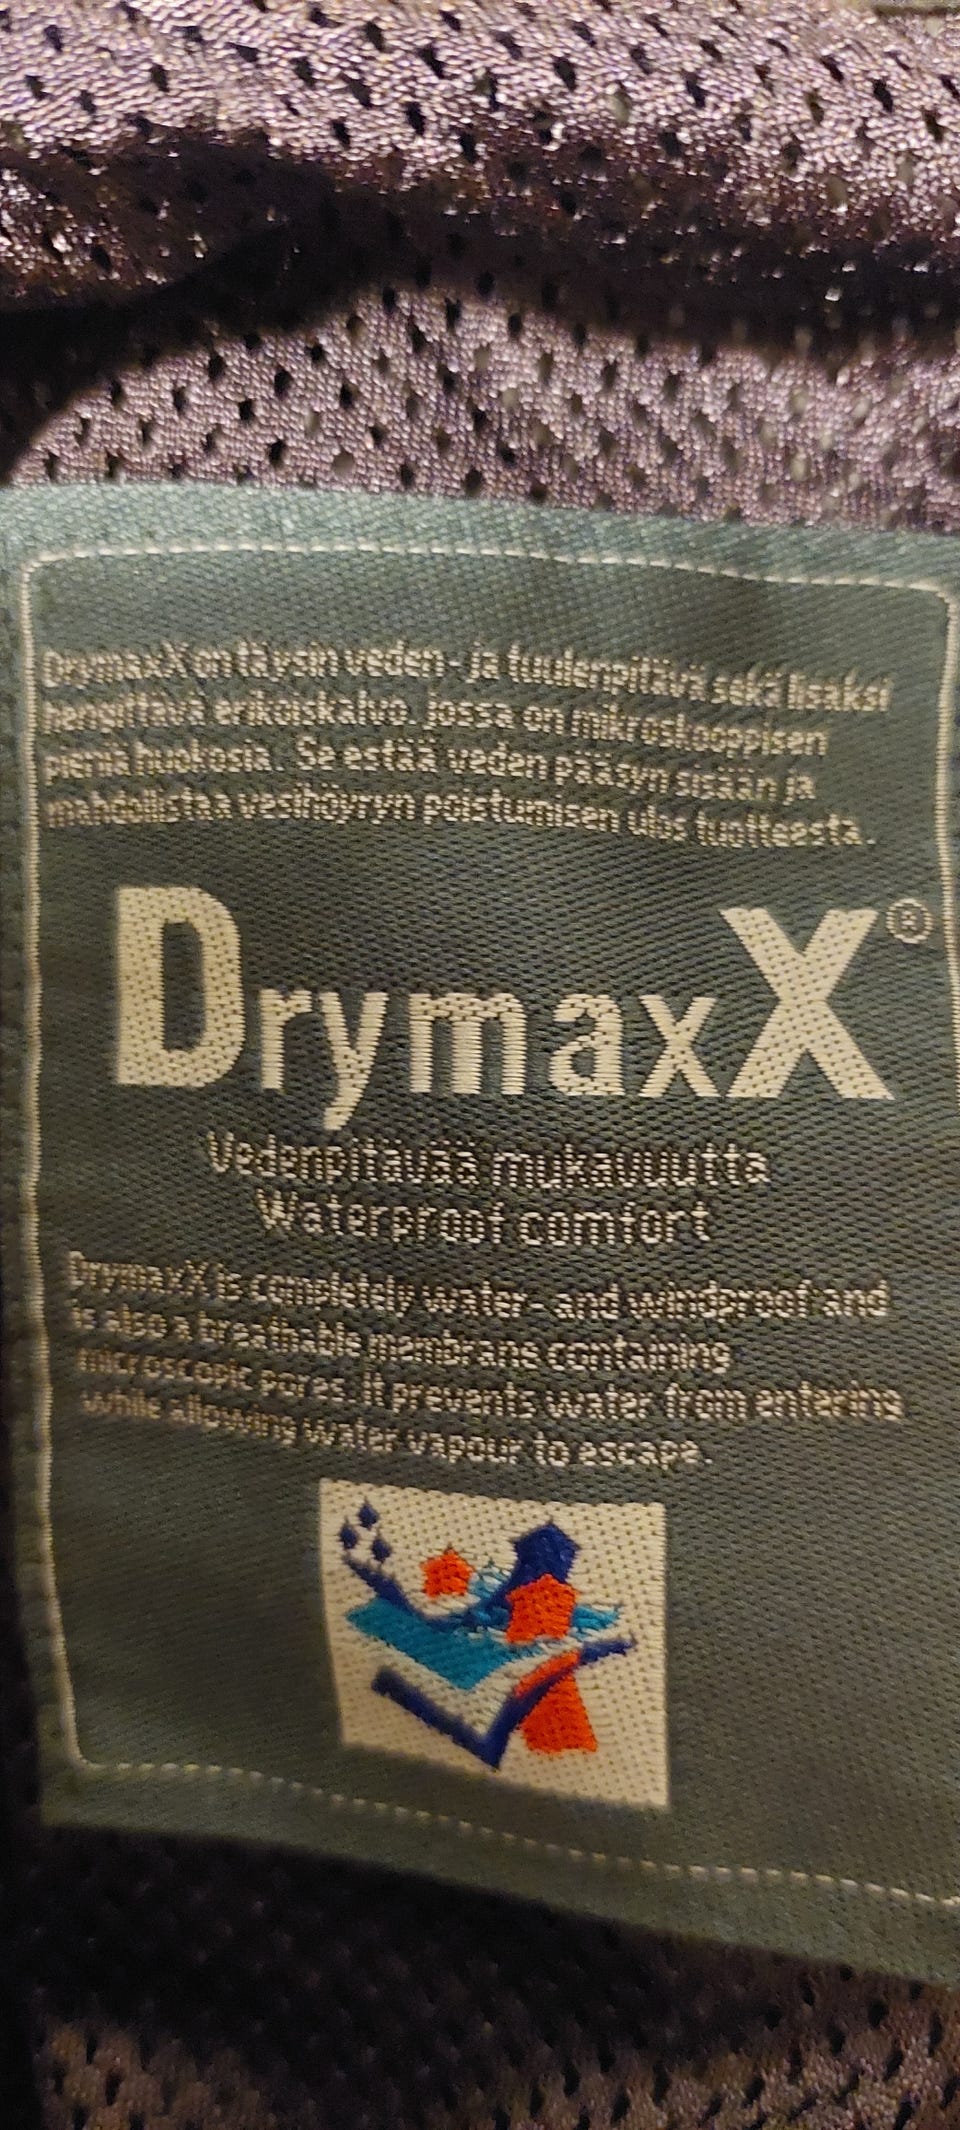 DrymaxX on täysin veden- ja tuulenpitävä sekä lisäksi
hengittävä erikoiskalvo, jossa on mikroskooppisen
pieniä huokosia. Se estää veden pääsyn sisään ja
mahdollistaa vesihöyryn poistumisen ulos tuotteesta.
DrymaxX®
Vedenpitävää mukavuutta
Waterproof comfort
DrymaxX is completely water- and windproof and
is also a breathable membrane containing
microscopic pores. It prevents water from entering
while allowing water vapour to escape.